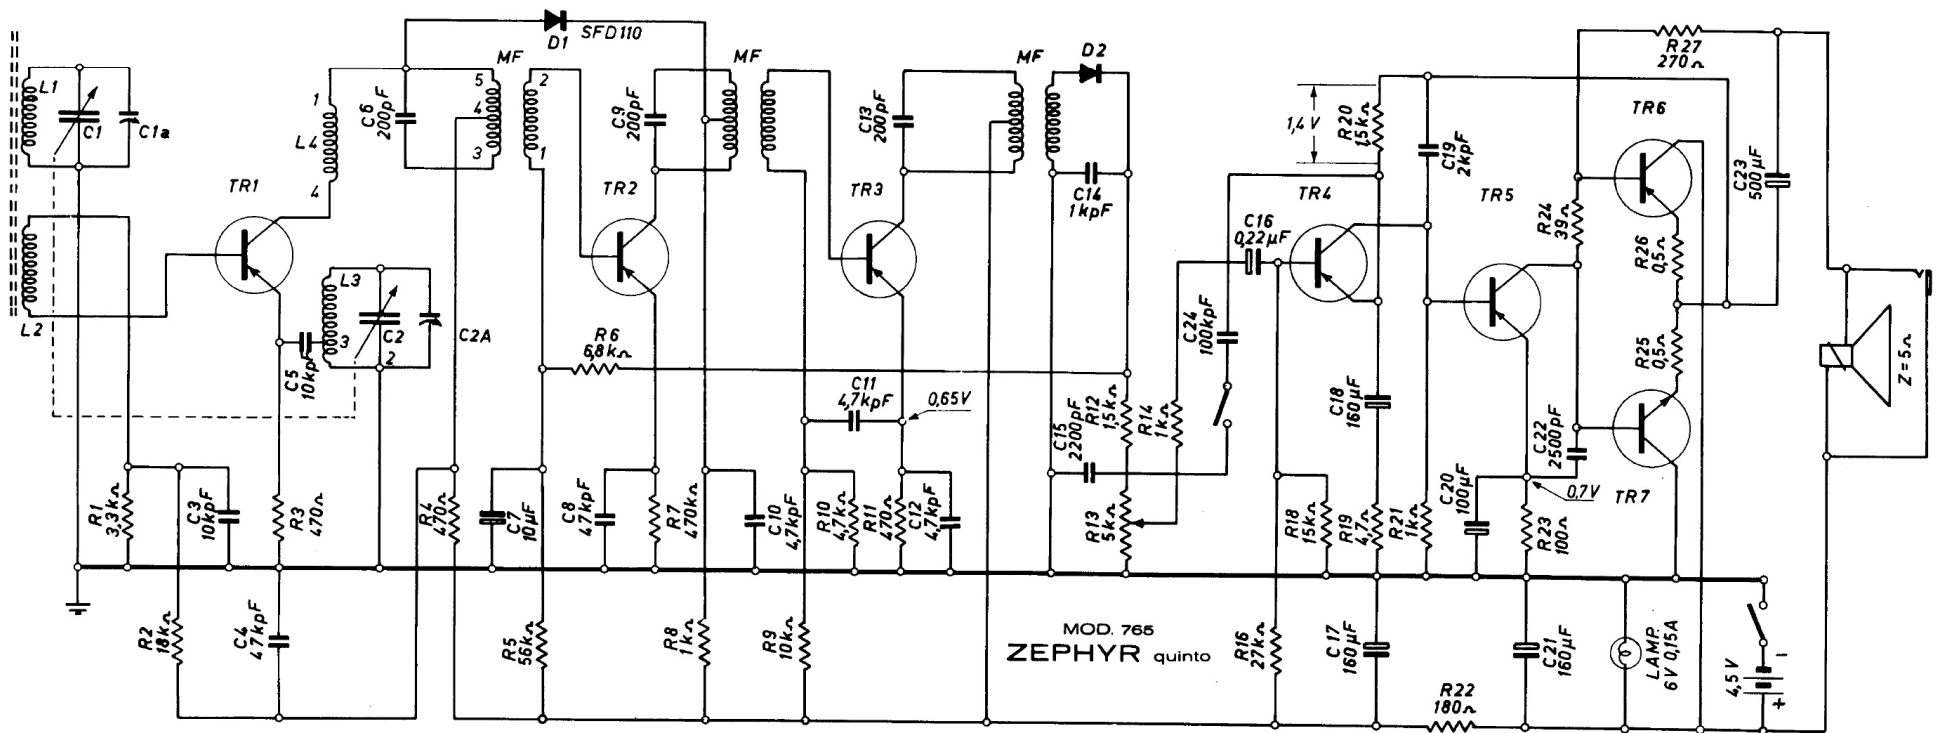 D1
SFD110
MF
MF
MF
D2
L1
C1
C1a
1
L4
4
C6
200pF
5
4
3
2
1
C9
200pF
C13
200pF
C14
1kpF
1,4V
R20
1,5kΩ
C19
2kpF
R27
270Ω
TR6
C23
500µF
TR1
TR2
TR3
TR4
TR5
C16
0,22µF
R24
39Ω
R26
0,5Ω
L2
L3
3
C2
2
C2A
C5
10kpF
R6
6,8kΩ
C11
4,7kpF
0,65V
C24
100kpF
C18
160µF
R25
0,5Ω
Z=5Ω
C15
2200pF
R12
1,5kΩ
R14
1kΩ
C22
2500pF
TR7
0,7V
R1
3,3kΩ
C3
10kpF
R3
470Ω
R4
470Ω
C7
10µF
C8
47kpF
R7
470Ω
C10
4,7kpF
R10
4,7kΩ
R11
470Ω
C12
4,7kpF
R13
5kΩ
R18
15kΩ
R19
4,7Ω
R21
1kΩ
C20
100µF
R23
100Ω
R2
18kΩ
C4
47kpF
R5
56kΩ
R8
1kΩ
R9
10kΩ
MOD. 765
ZEPHYR quinto
R16
27kΩ
C17
160µF
R22
180Ω
C21
160µF
LAMP.
6V 0,15A
4,5V
−
+